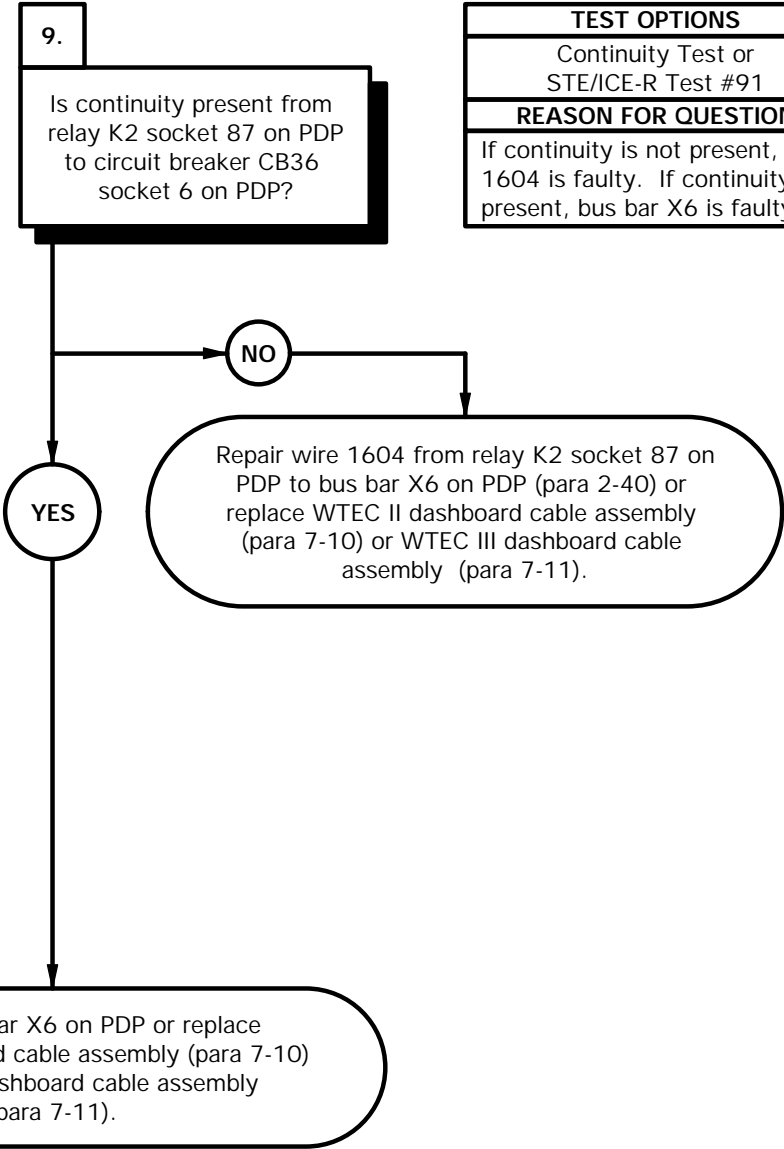 9.
Is continuity present from
relay K2 socket 87 on PDP
to circuit breaker CB36
socket 6 on PDP?
TEST OPTIONS
Continuity Test or
STE/ICE-R Test #91
REASON FOR QUESTION
If continuity is not present,
1604 is faulty. If continuity
present, bus bar X6 is faulty
NO
Repair wire 1604 from relay K2 socket 87 on
PDP to bus bar X6 on PDP (para 2-40) or
replace WTEC II dashboard cable assembly
(para 7-10) or WTEC III dashboard cable
assembly (para 7-11).
YES
ar X6 on PDP or replace
d cable assembly (para 7-10)
shboard cable assembly
para 7-11).